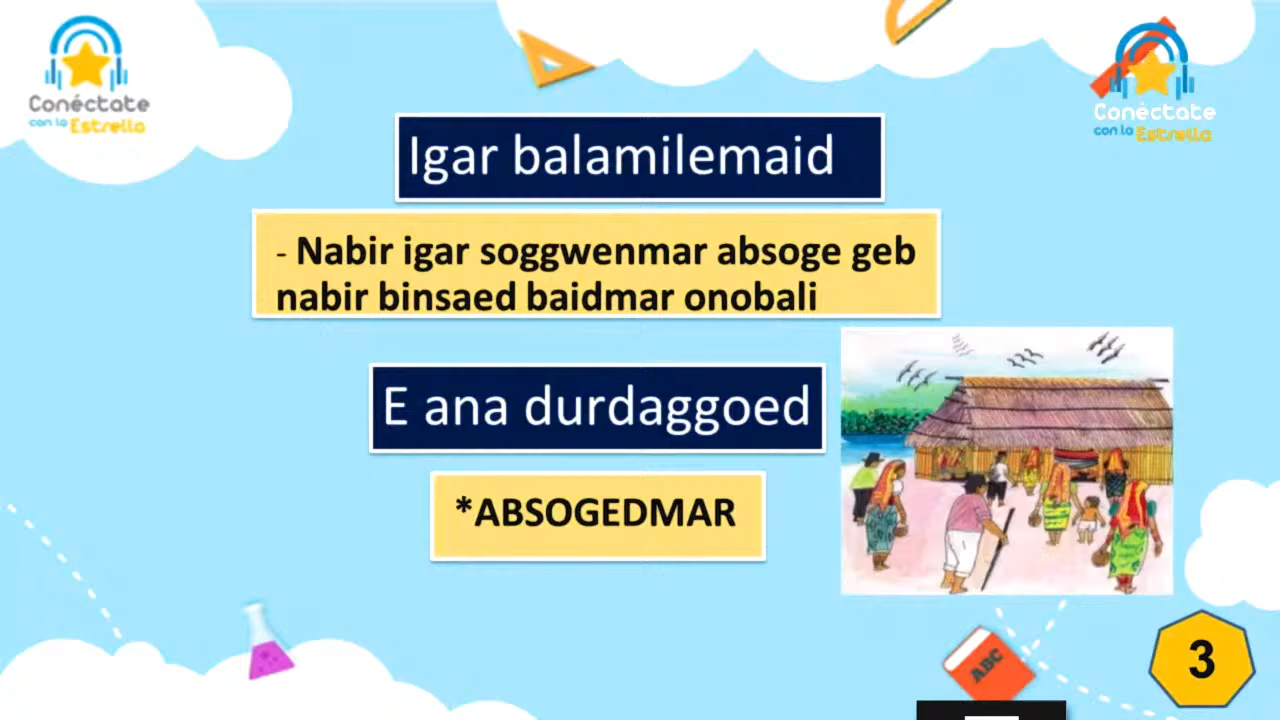 Conéctate
con la Estrella
Conéctate
con la Estrella
Igar balamilemaid
- Nabir igar soggwenmar absoge geb
nabir binsaed baidmar onobali
E ana durdaggoed
*ABSOGEDMAR
ABC
3